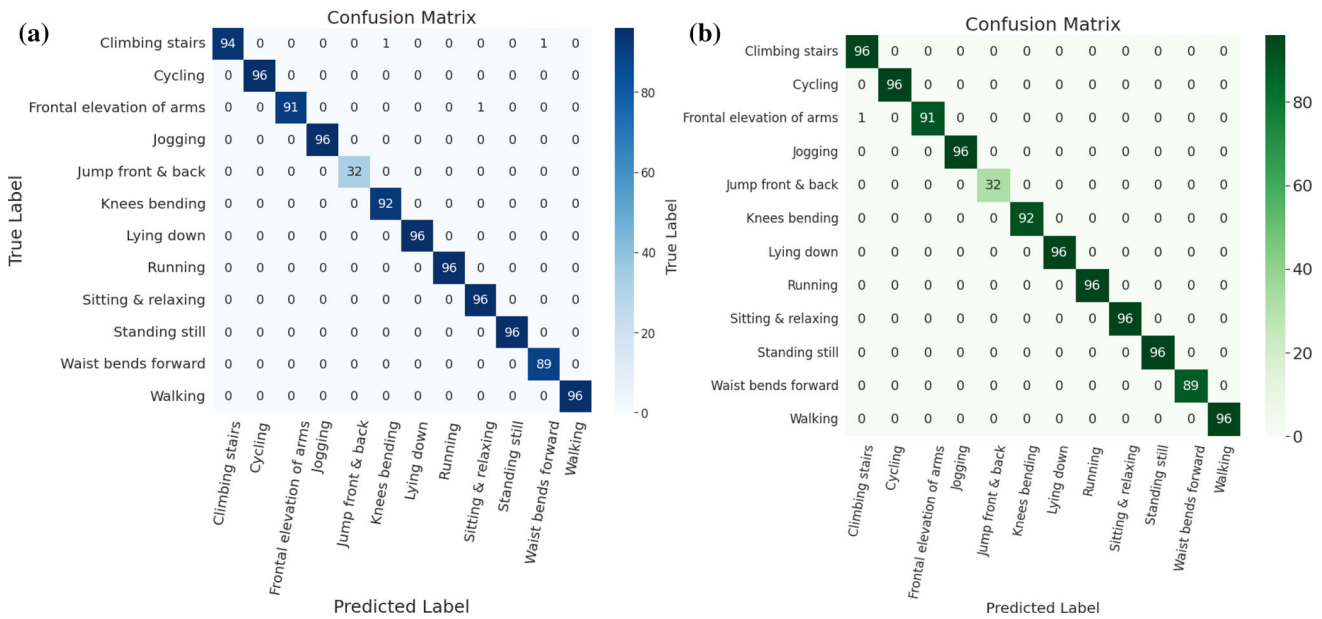 (a)
Confusion Matrix
Climbing stairs 94 0 0 0 0 1 0 0 0 0 1 0
Cycling 0 96 0 0 0 0 0 0 0 0 0 0
Frontal elevation of arms 0 0 91 0 0 0 0 0 1 0 0 0
Jogging 0 0 0 96 0 0 0 0 0 0 0 0
Jump front & back 0 0 0 0 32 0 0 0 0 0 0 0
Knees bending 0 0 0 0 0 92 0 0 0 0 0 0
Lying down 0 0 0 0 0 0 96 0 0 0 0 0
Running 0 0 0 0 0 0 0 96 0 0 0 0
Sitting & relaxing 0 0 0 0 0 0 0 0 96 0 0 0
Standing still 0 0 0 0 0 0 0 0 0 96 0 0
Waist bends forward 0 0 0 0 0 0 0 0 0 0 89 0
Walking 0 0 0 0 0 0 0 0 0 0 0 96
True Label
80
60
40
20
0
Climbing stairs
Cycling
Frontal elevation of arms
Jogging
Jump front & back
Knees bending
Lying down
Running
Sitting & relaxing
Standing still
Waist bends forward
Walking
Predicted Label
(b)
Confusion Matrix
Climbing stairs 96 0 0 0 0 0 0 0 0 0 0 0
Cycling 0 96 0 0 0 0 0 0 0 0 0 0
Frontal elevation of arms 1 0 91 0 0 0 0 0 0 0 0 0
Jogging 0 0 0 96 0 0 0 0 0 0 0 0
Jump front & back 0 0 0 0 32 0 0 0 0 0 0 0
Knees bending 0 0 0 0 0 92 0 0 0 0 0 0
Lying down 0 0 0 0 0 0 96 0 0 0 0 0
Running 0 0 0 0 0 0 0 96 0 0 0 0
Sitting & relaxing 0 0 0 0 0 0 0 0 96 0 0 0
Standing still 0 0 0 0 0 0 0 0 0 96 0 0
Waist bends forward 0 0 0 0 0 0 0 0 0 0 89 0
Walking 0 0 0 0 0 0 0 0 0 0 0 96
True Label
80
60
40
20
0
Climbing stairs
Cycling
Frontal elevation of arms
Jogging
Jump front & back
Knees bending
Lying down
Running
Sitting & relaxing
Standing still
Waist bends forward
Walking
Predicted Label